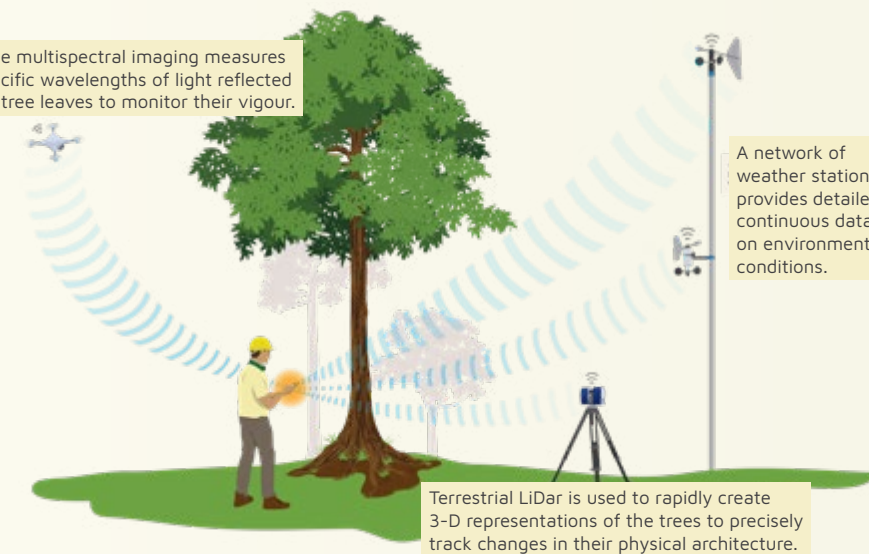 e multispectral imaging measures
cific wavelengths of light reflected
tree leaves to monitor their vigour.
A network of
weather station
provides detaile
continuous data
on environment
conditions.
Terrestrial LiDar is used to rapidly create
3-D representations of the trees to precisely
track changes in their physical architecture.